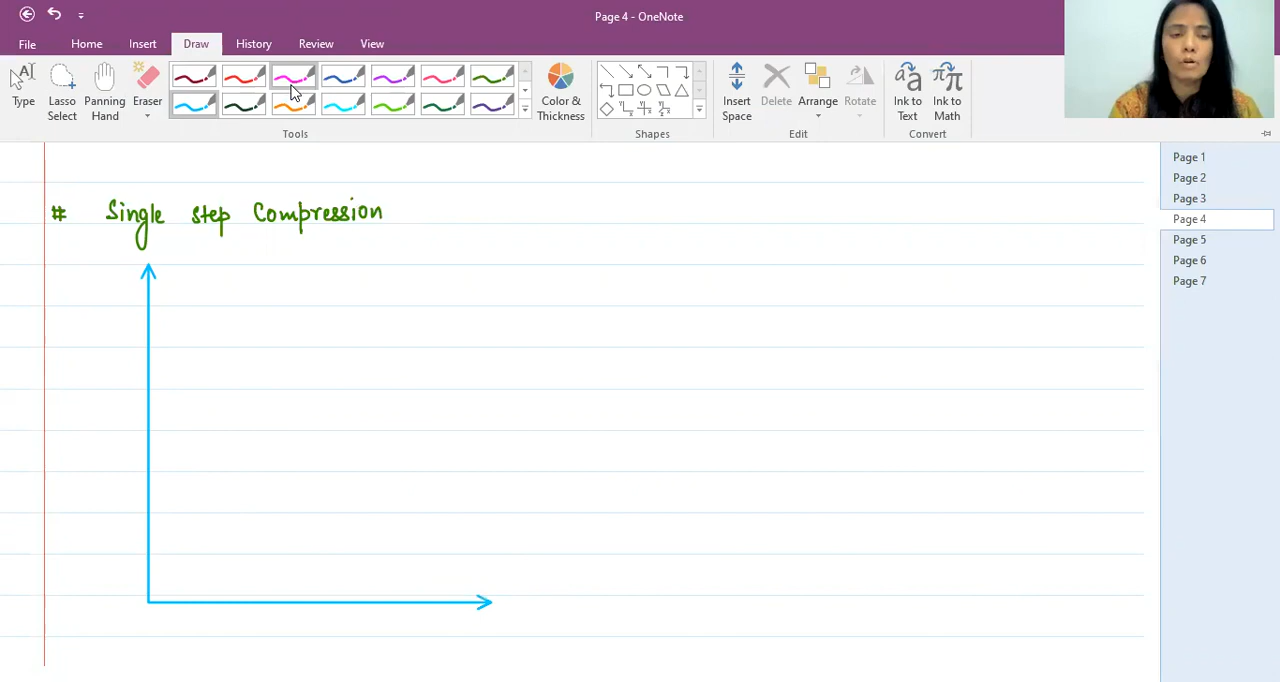 Page 4 - OneNote
File Home Insert Draw History Review View
Type Lasso Select Panning Hand Eraser Color & Thickness Insert Space Delete Arrange Rotate Ink to Text Ink to Math
Tools Shapes Edit Convert
# Single step Compression
Page 1
Page 2
Page 3
Page 4
Page 5
Page 6
Page 7